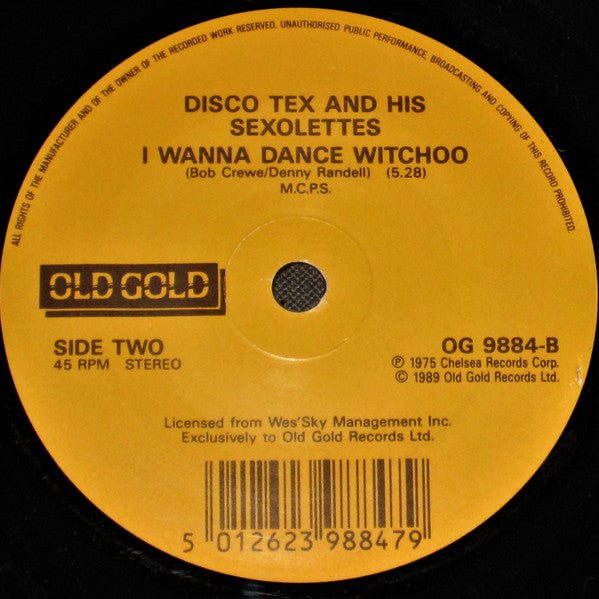 ALL RIGHTS OF THE MANUFACTURER AND OF THE OWNER OF THE RECORDED WORK RESERVED. UNAUTHORISED PUBLIC PERFORMANCE, BROADCASTING AND COPYING OF THIS RECORD PROHIBITED.
DISCO TEX AND HIS
SEXOLETTES
I WANNA DANCE WITCHOO
(Bob Crewe/Denny Randell) (5.28)
M.C.P.S.
OLD GOLD
SIDE TWO
45 RPM STEREO
OG 9884-B
℗ 1975 Chelsea Records Corp.
© 1989 Old Gold Records Ltd.
Licensed from Wes'Sky Management Inc.
Exclusively to Old Gold Records Ltd.
5 012623 988479